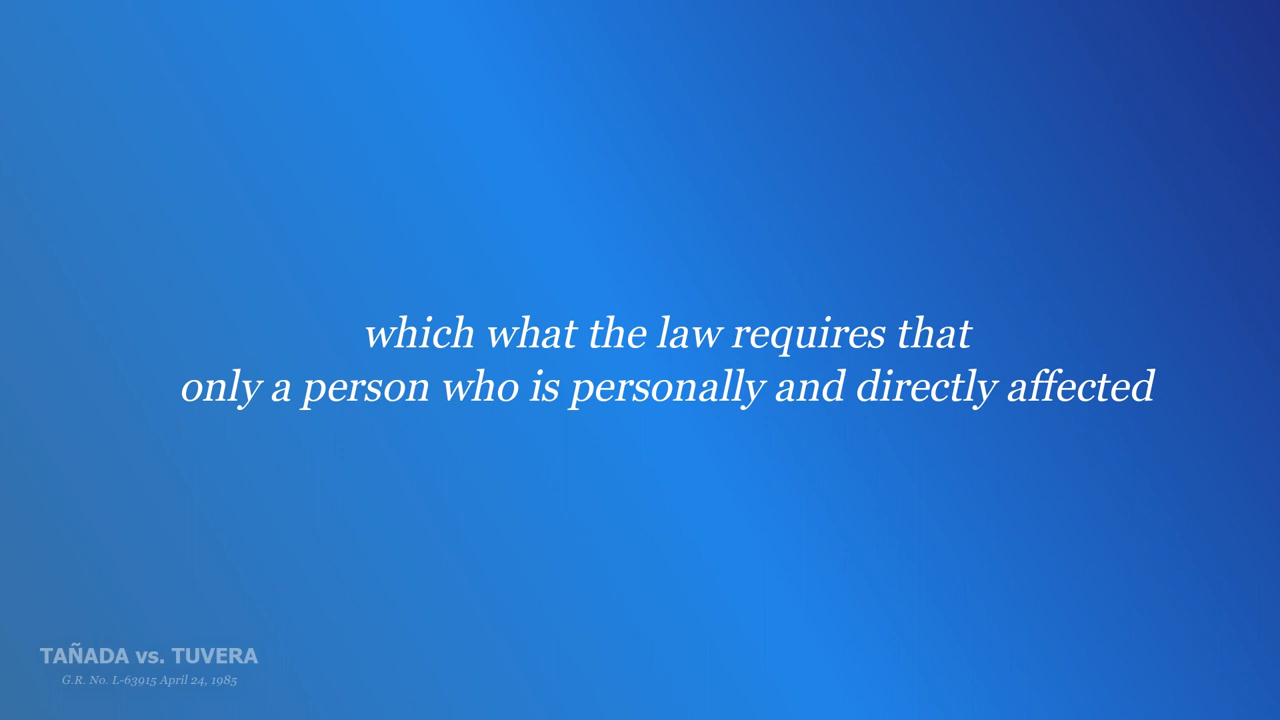 which what the law requires that
only a person who is personally and directly affected
TAÑADA vs. TUVERA
G.R. No. L-63915 April 24, 1985